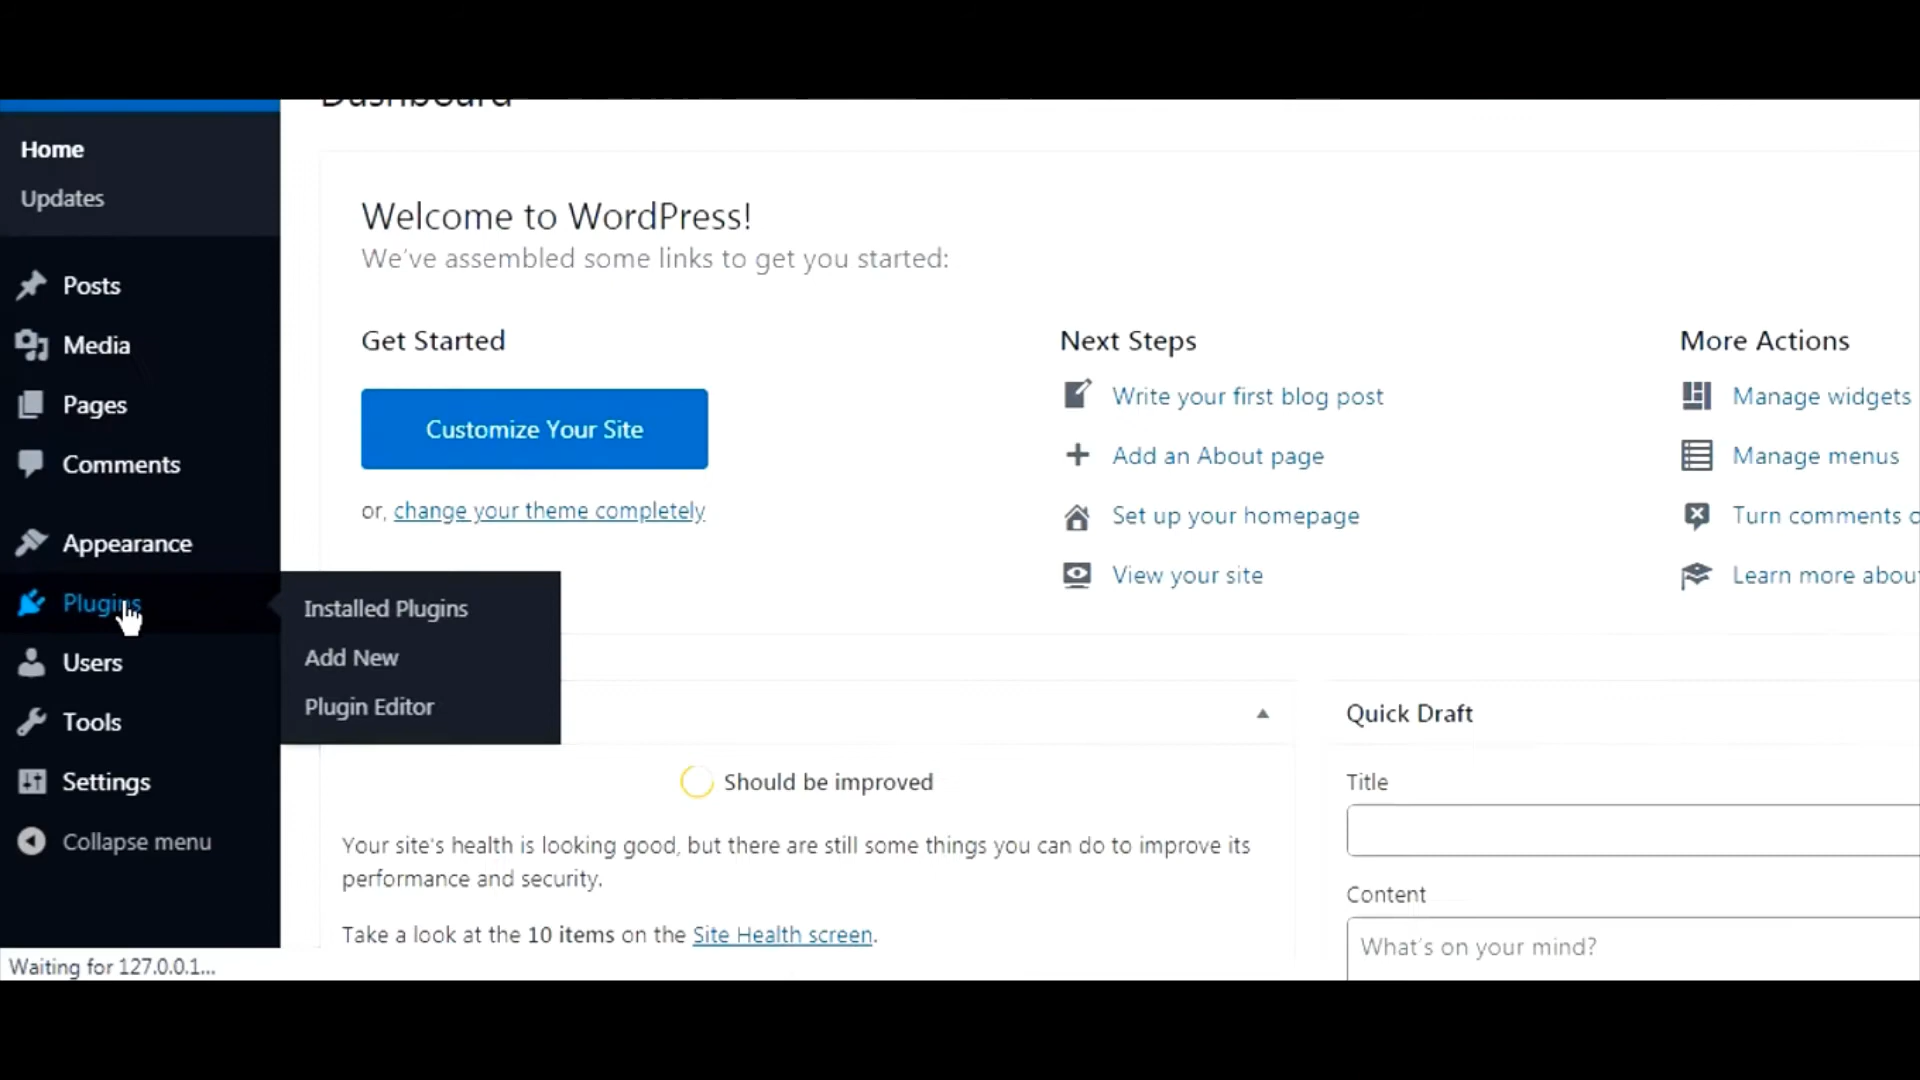 Dashboard
Home
Updates
Posts
Media
Pages
Comments
Appearance
Plugins
Users
Tools
Settings
Collapse menu
Installed Plugins
Add New
Plugin Editor
Welcome to WordPress!
We've assembled some links to get you started:
Get Started
Customize Your Site
or, change your theme completely
Next Steps
Write your first blog post
Add an About page
Set up your homepage
View your site
More Actions
Manage widgets
Manage menus
Turn comments o
Learn more about
Should be improved
Your site's health is looking good, but there are still some things you can do to improve its
performance and security.
Take a look at the 10 items on the Site Health screen.
Quick Draft
Title
Content
What's on your mind?
Waiting for 127.0.0.1...